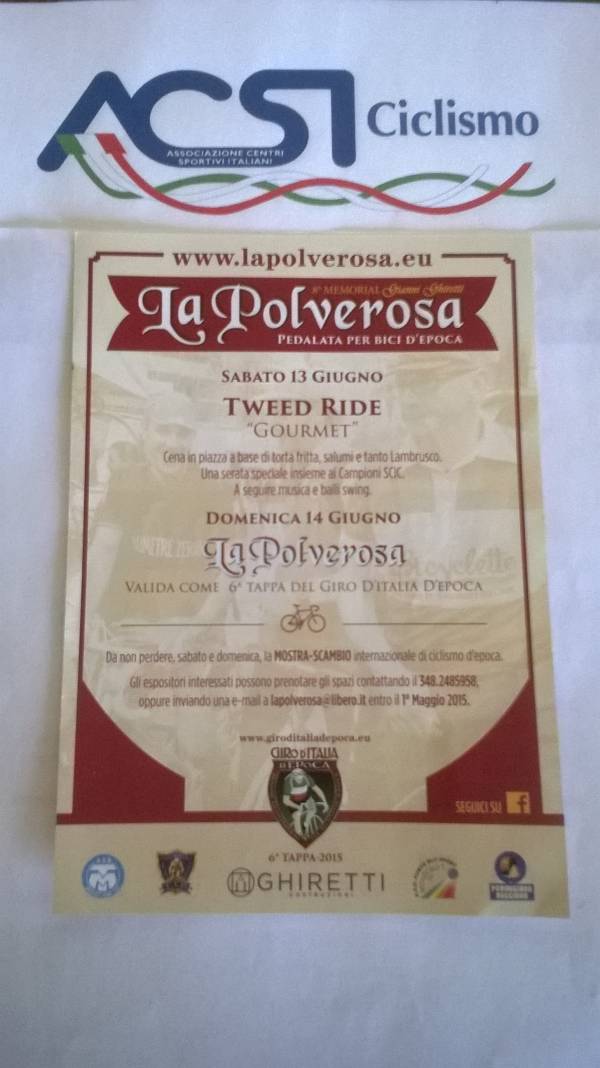 ACSI Ciclismo
ASSOCIAZIONE CENTRI
SPORTIVI ITALIANI
www.lapolverosa.eu
8° MEMORIAL Gianni Ghiretti
La Polverosa
PEDALATA PER BICI D'EPOCA
SABATO 13 GIUGNO
TWEED RIDE
"GOURMET"
Cena in piazza a base di torta fritta, salumi e tanto Lambrusco.
Una serata speciale insieme ai Campioni SCIC.
A seguire musica e balli swing.
DOMENICA 14 GIUGNO
La Polverosa
VALIDA COME 6ª TAPPA DEL GIRO D'ITALIA D'EPOCA
Da non perdere, sabato e domenica, la MOSTRA-SCAMBIO internazionale di ciclismo d'epoca.
Gli espositori interessati possono prenotare gli spazi contattando il 348.2485958,
oppure inviando una e-mail a lapolverosa@libero.it entro il 1° Maggio 2015.
www.giroditaliadepoca.eu
GIRO D'ITALIA
D'EPOCA
SEGUICI SU f
6ª TAPPA-2015
GHIRETTI
COSTRUZIONI
PARMIGIANO
REGGIANO